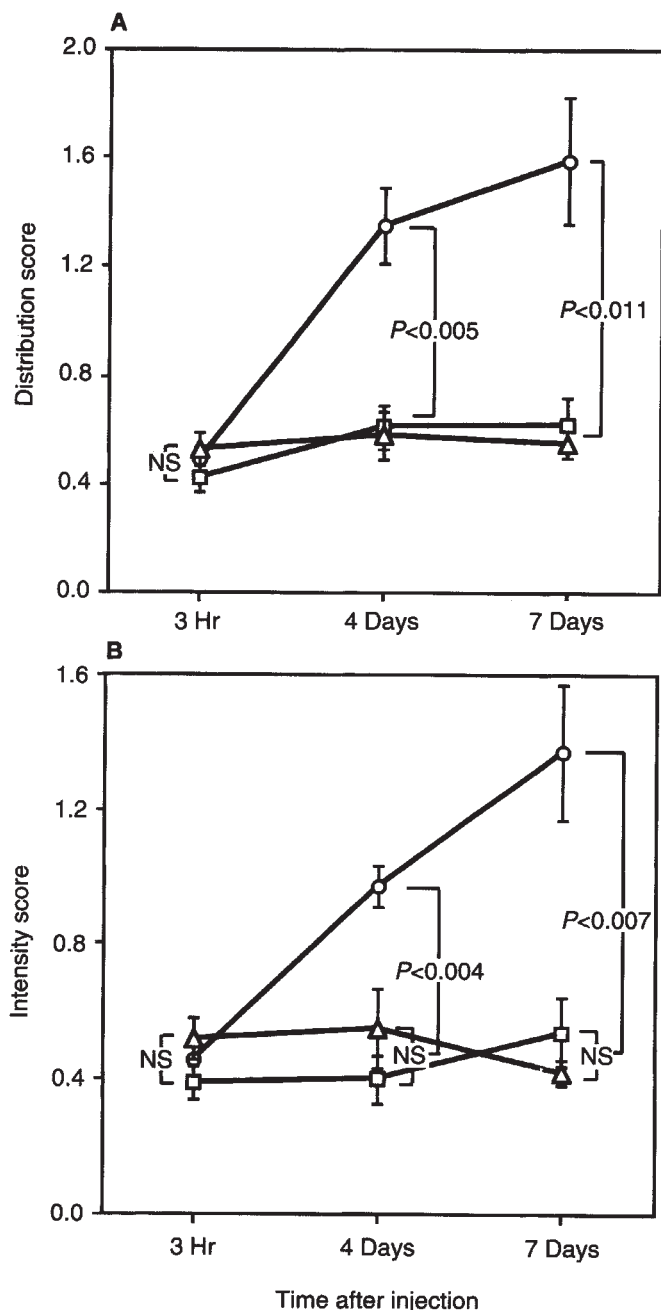 A
2.0
1.6
1.2
0.8
0.4
0.0
Distribution score
P<0.005
P<0.011
NS
3 Hr 4 Days 7 Days
B
1.6
1.2
0.8
0.4
0.0
Intensity score
P<0.007
P<0.004
NS NS NS
3 Hr 4 Days 7 Days
Time after injection